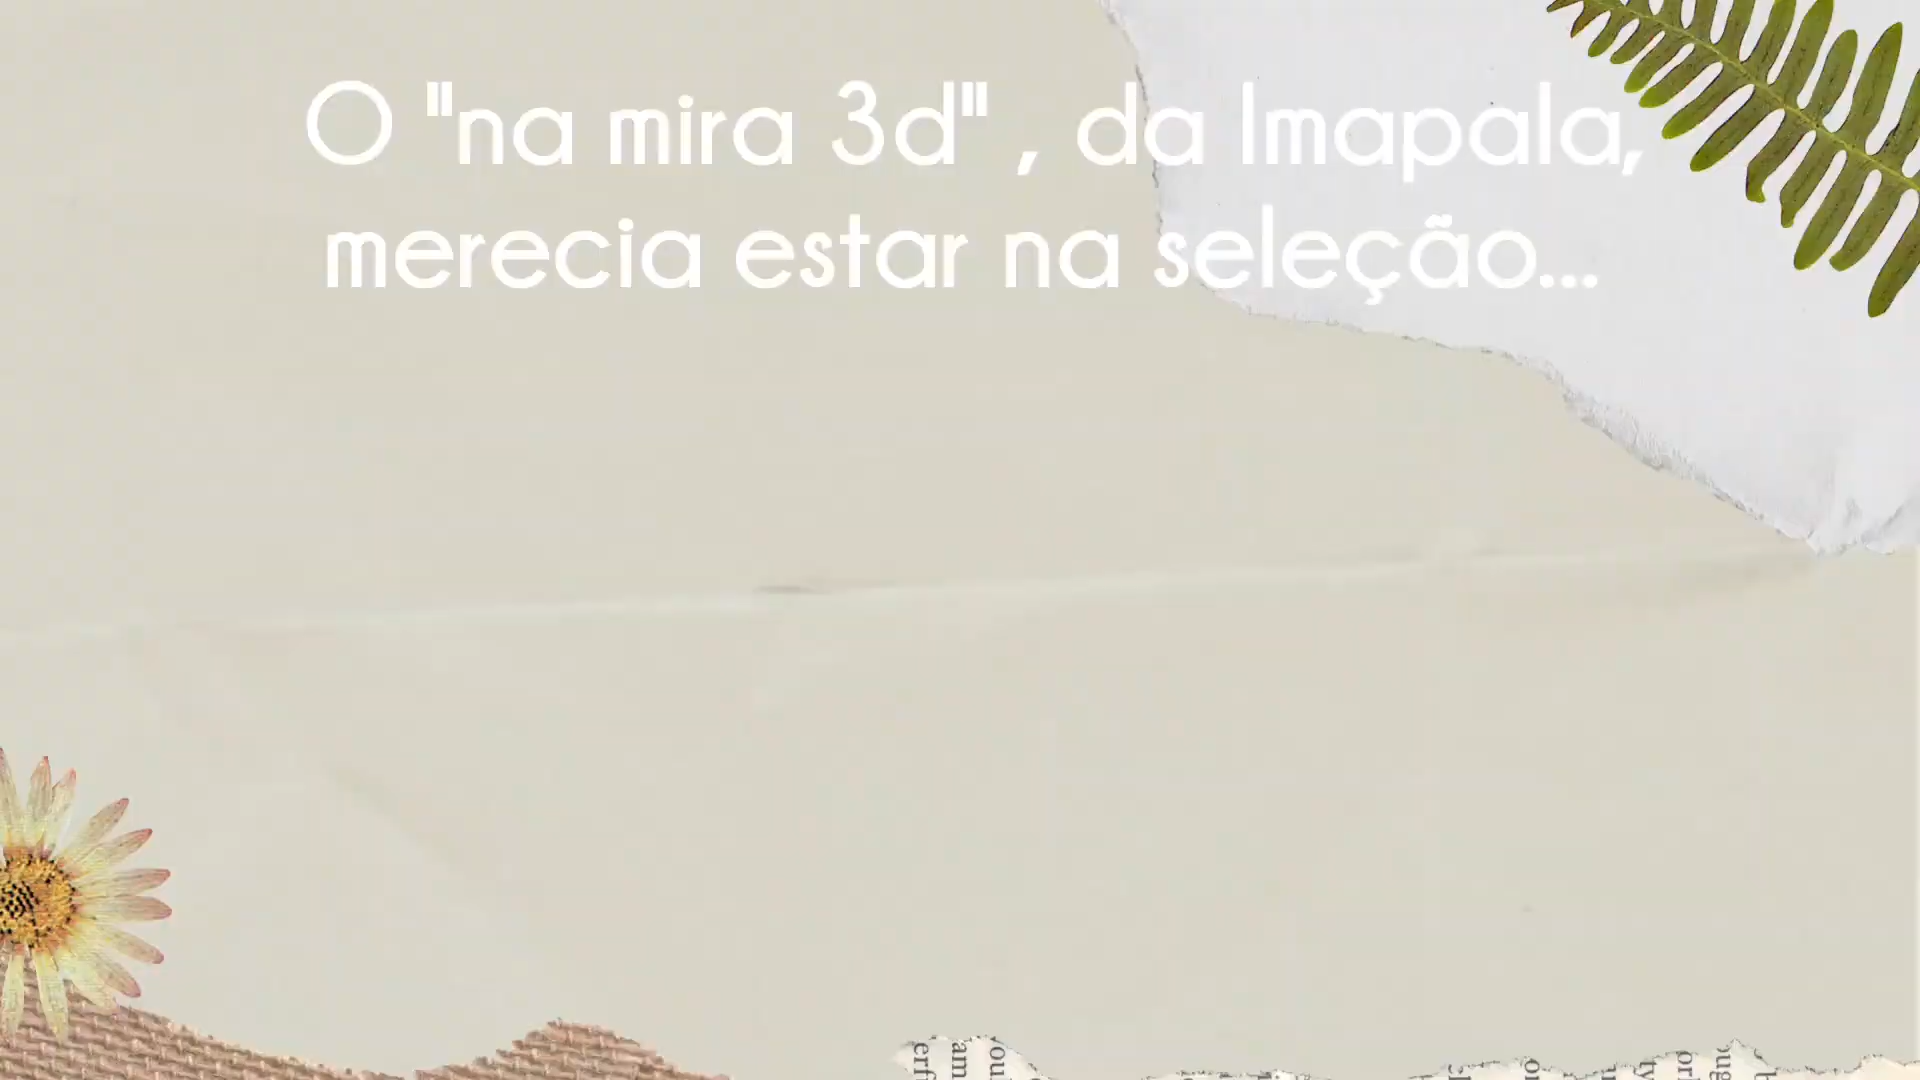 O "na mira 3d" , da Imapala,
merecia estar na seleção...